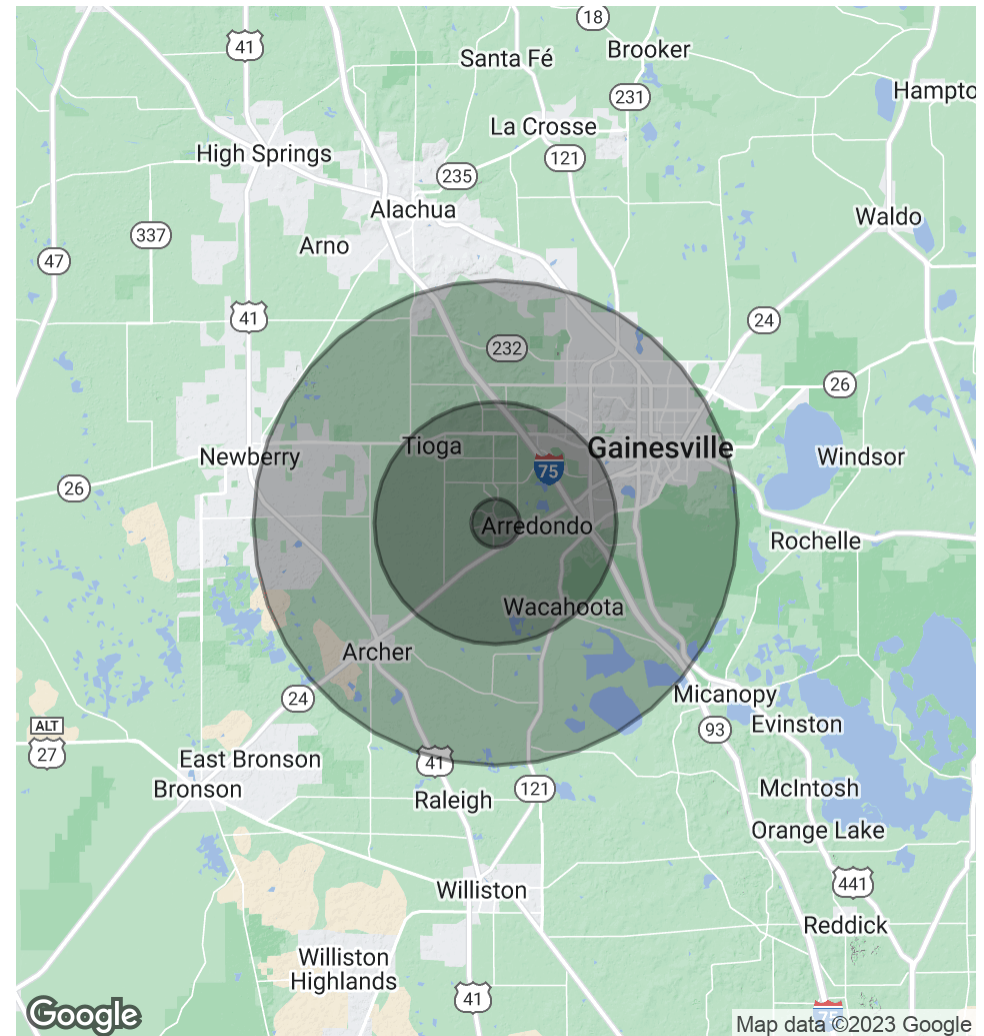 18
41
Brooker
Santa Fé
231
Hampto
La Crosse
121
High Springs
235
Alachua
Waldo
337
Arno
47
41
24
232
26
Tioga
Gainesville
Newberry
Windsor
75
26
Arredondo
Rochelle
Wacahoota
Archer
Micanopy
24
Evinston
ALT
27
93
East Bronson
41
Bronson
121
McIntosh
Raleigh
Orange Lake
441
Williston
Reddick
Williston
Highlands
41
75
Google
Map data ©2023 Google